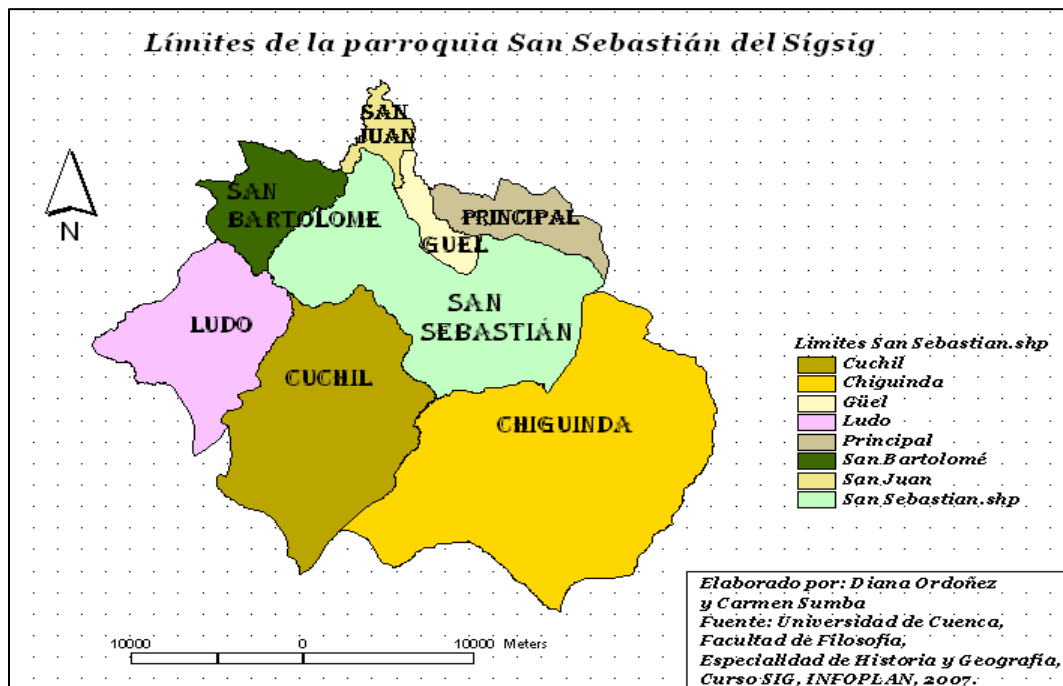 Límites de la parroquia San Sebastián del Sígsig
SAN
JUAN
SAN
BARTOLOME
PRINCIPAL
GUEL
N
SAN
SEBASTIÁN
LUDO
CUCHIL
CHIGUINDA
Limites San Sebastian.shp
Cuchil
Chiguinda
Güel
Ludo
Principal
San Bartolomé
San Juan
San Sebastian.shp
10000 0 10000 Meters
Elaborado por: Diana Ordoñez
y Carmen Sumba
Fuente: Universidad de Cuenca,
Facultad de Filosofía,
Especialidad de Historia y Geografía,
Curso SIG, INFOPLAN, 2007.